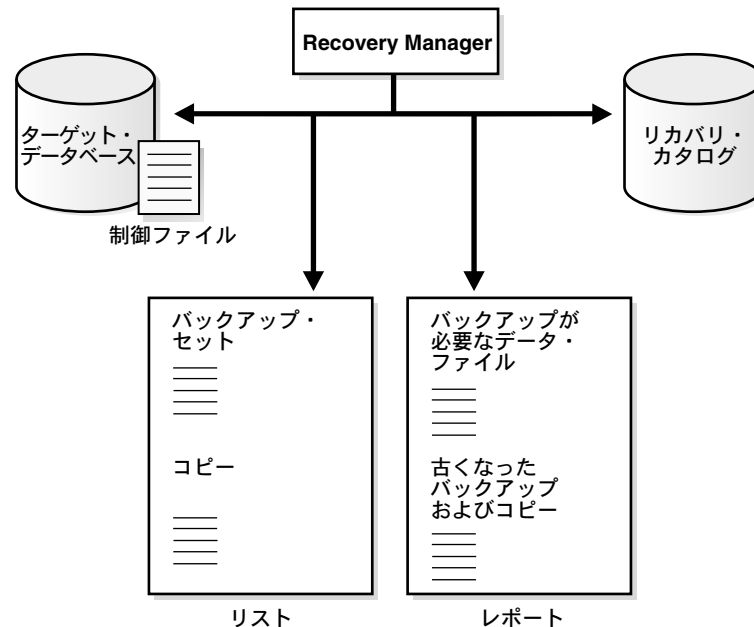 Recovery Manager
ターゲット・
データベース
制御ファイル
リカバリ・
カタログ
バックアップ・
セット
コピー
リスト
バックアップが
必要なデータ・
ファイル
古くなった
バックアップ
およびコピー
レポート